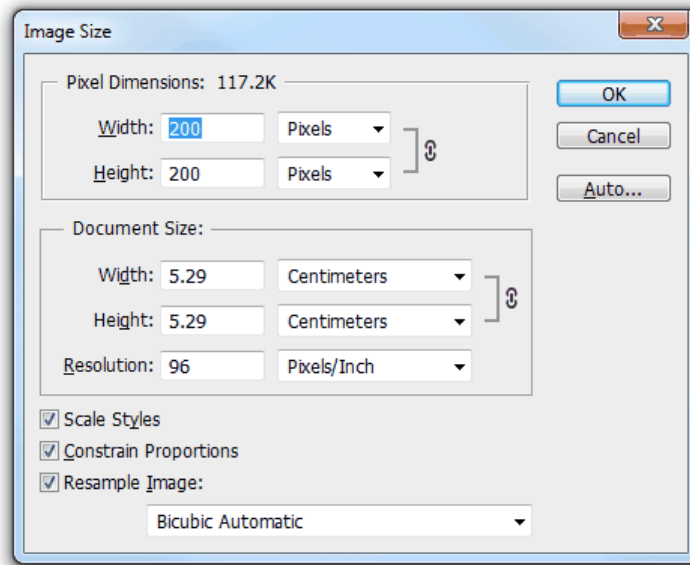 Image Size
Pixel Dimensions: 117.2K
OK
Width: 200 Pixels
Cancel
Height: 200 Pixels
Auto...
Document Size:
Width: 5.29 Centimeters
Height: 5.29 Centimeters
Resolution: 96 Pixels/Inch
Scale Styles
Constrain Proportions
Resample Image:
Bicubic Automatic